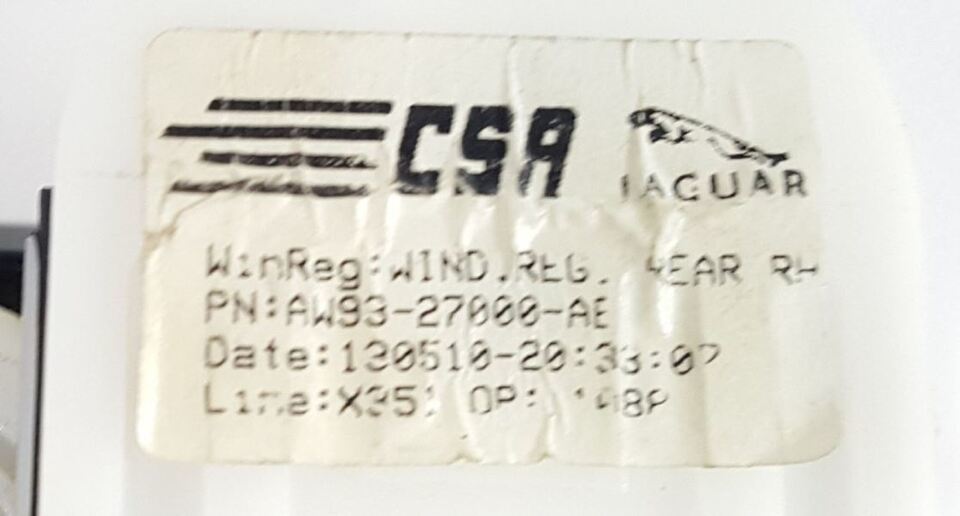 CSA JAGUAR
WinReg:WIND.REG. REAR RH
PN:AW93-27000-AE
Date:130510-20:33:07
Line:X351 OP: